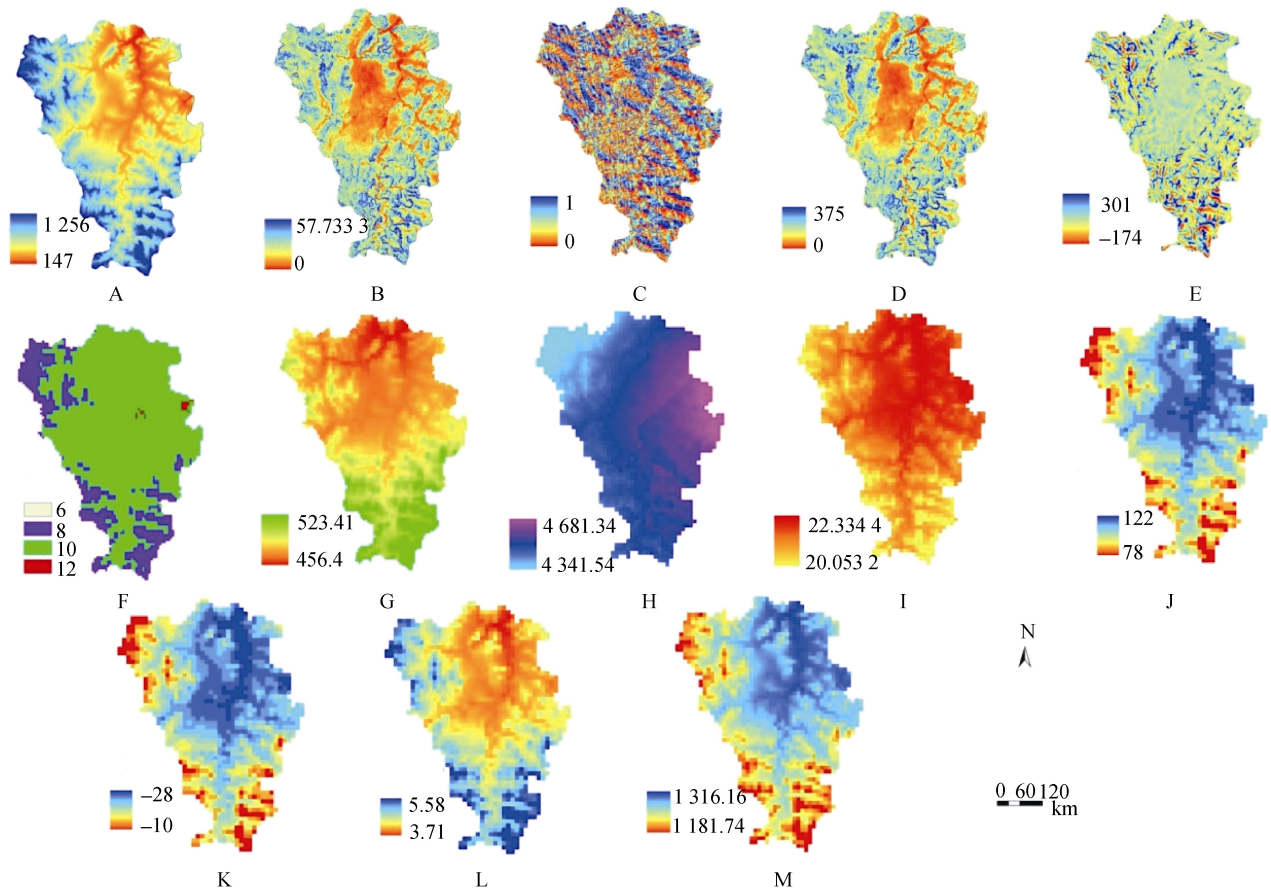 1 256
147
A
57.733 3
0
B
1
0
C
375
0
D
301
–174
E
6
8
10
12
F
523.41
456.4
G
4 681.34
4 341.54
H
22.334 4
20.053 2
I
122
78
J
–28
–10
K
5.58
3.71
L
1 316.16
1 181.74
M
N
0 60 120
km